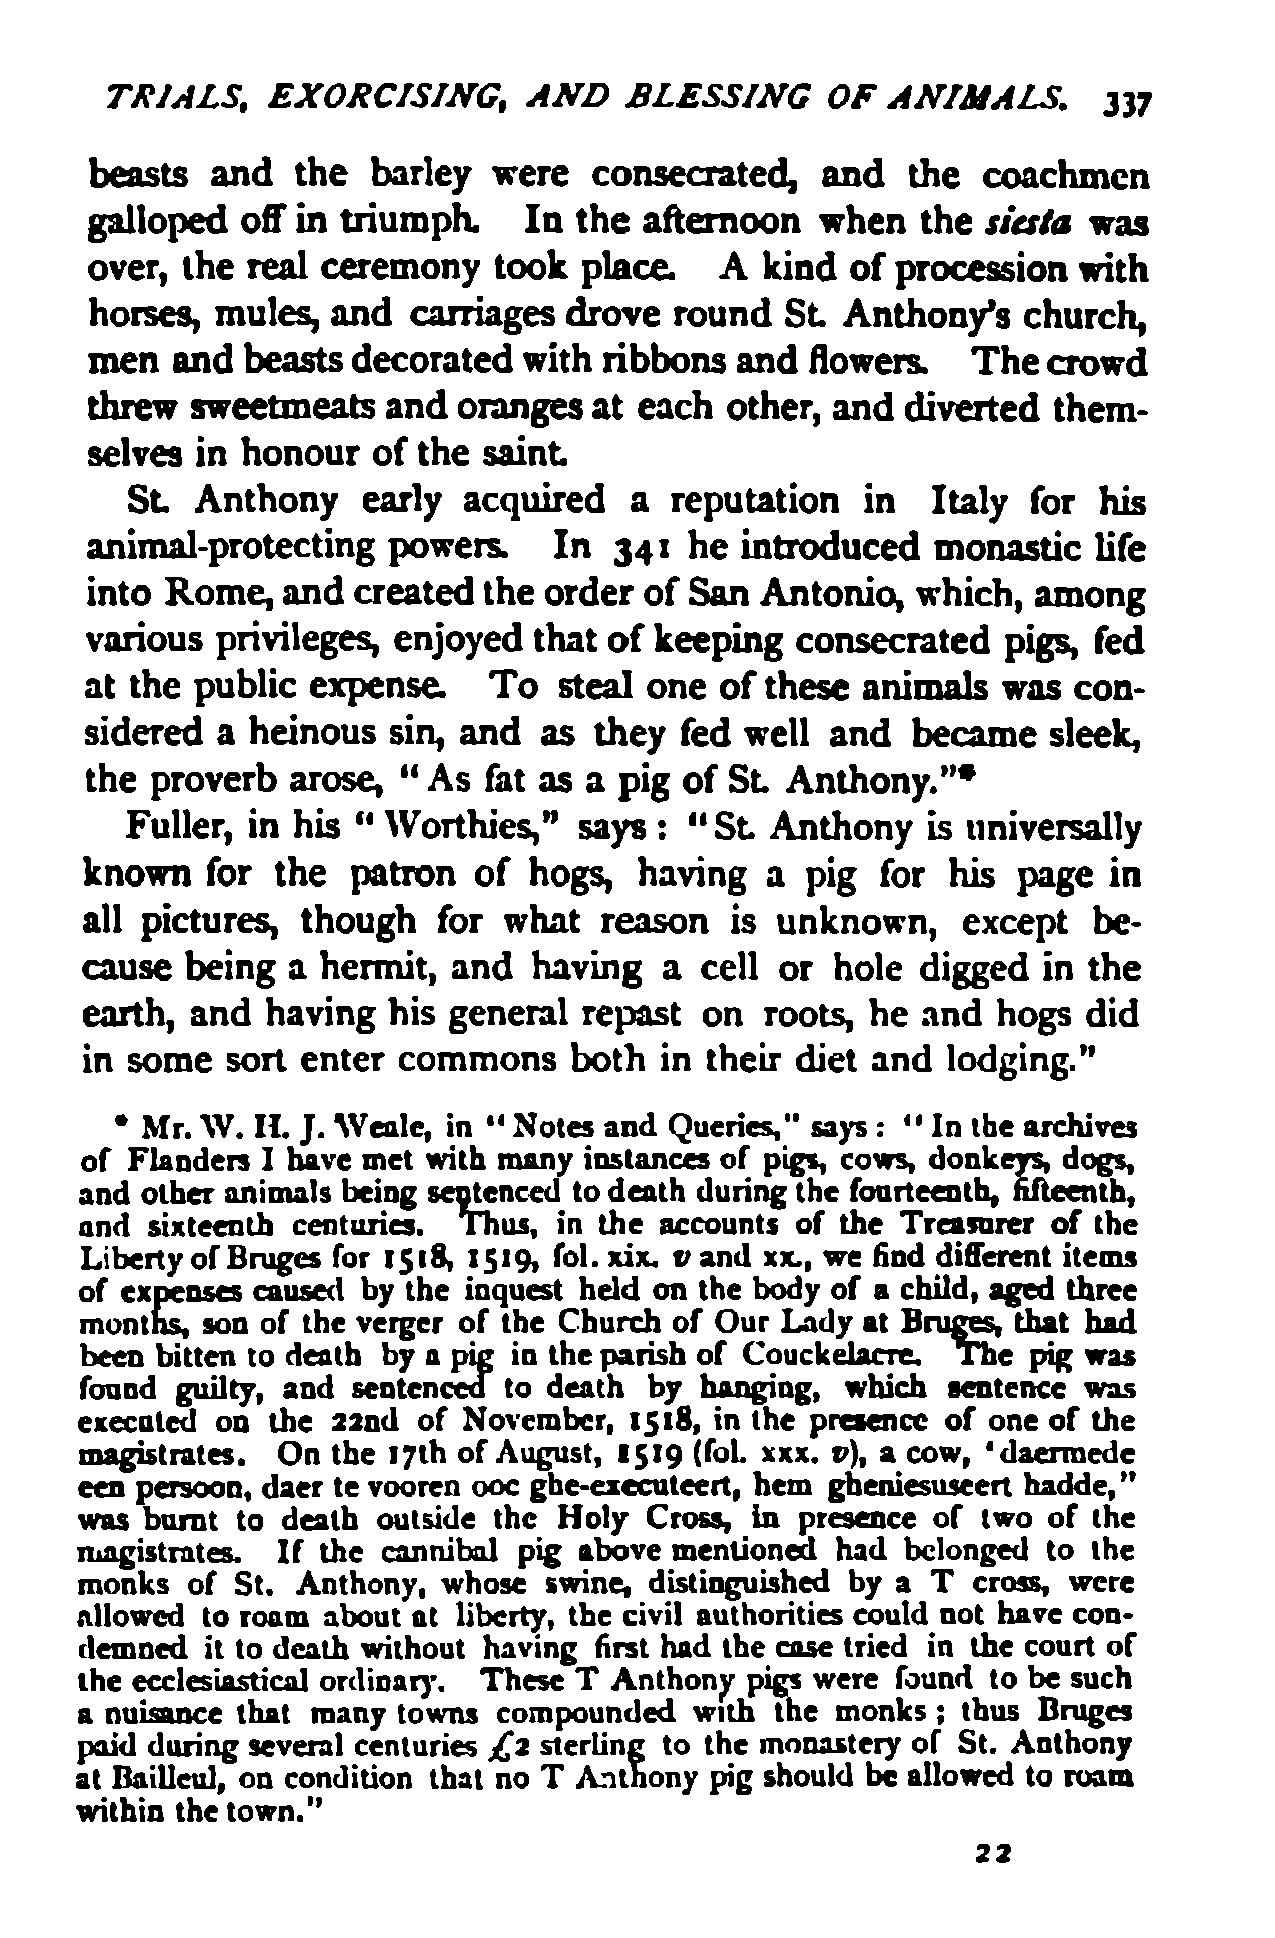 TRIALS, EXORCISING, AND BLESSING OF ANIMALS. 337
beasts and the barley were consecrated, and the coachmen
galloped off in triumph. In the afternoon when the siesta was
over, the real ceremony took place. A kind of procession with
horses, mules, and carriages drove round St. Anthony's church,
men and beasts decorated with ribbons and flowers. The crowd
threw sweetmeats and oranges at each other, and diverted them-
selves in honour of the saint.
St. Anthony early acquired a reputation in Italy for his
animal-protecting powers. In 341 he introduced monastic life
into Rome, and created the order of San Antonio, which, among
various privileges, enjoyed that of keeping consecrated pigs, fed
at the public expense. To steal one of these animals was con-
sidered a heinous sin, and as they fed well and became sleek,
the proverb arose, "As fat as a pig of St. Anthony."*
Fuller, in his "Worthies," says: "St. Anthony is universally
known for the patron of hogs, having a pig for his page in
all pictures, though for what reason is unknown, except be-
cause being a hermit, and having a cell or hole digged in the
earth, and having his general repast on roots, he and hogs did
in some sort enter commons both in their diet and lodging."
* Mr. W. H. J. Weale, in "Notes and Queries," says: "In the archives
of Flanders I have met with many instances of pigs, cows, donkeys, dogs,
and other animals being sentenced to death during the fourteenth, fifteenth,
and sixteenth centuries. Thus, in the accounts of the Treasurer of the
Liberty of Bruges for 1518, 1519, fol. xix. v and xx., we find different items
of expenses caused by the inquest held on the body of a child, aged three
months, son of the verger of the Church of Our Lady at Bruges, that had
been bitten to death by a pig in the parish of Couckelacre. The pig was
found guilty, and sentenced to death by hanging, which sentence was
executed on the 22nd of November, 1518, in the presence of one of the
magistrates. On the 17th of August, 1519 (fol. xxx. v), a cow, 'daermede
een persoon, daer te vooren ooc ghe-executeert, hem gheniesuseert hadde,"
was burnt to death outside the Holy Cross, in presence of two of the
magistrates. If the cannibal pig above mentioned had belonged to the
monks of St. Anthony, whose swine, distinguished by a T cross, were
allowed to roam about at liberty, the civil authorities could not have con-
demned it to death without having first had the case tried in the court of
the ecclesiastical ordinary. These T Anthony pigs were found to be such
a nuisance that many towns compounded with the monks; thus Bruges
paid during several centuries £2 sterling to the monastery of St. Anthony
at Bailleul, on condition that no T Anthony pig should be allowed to roam
within the town."
22